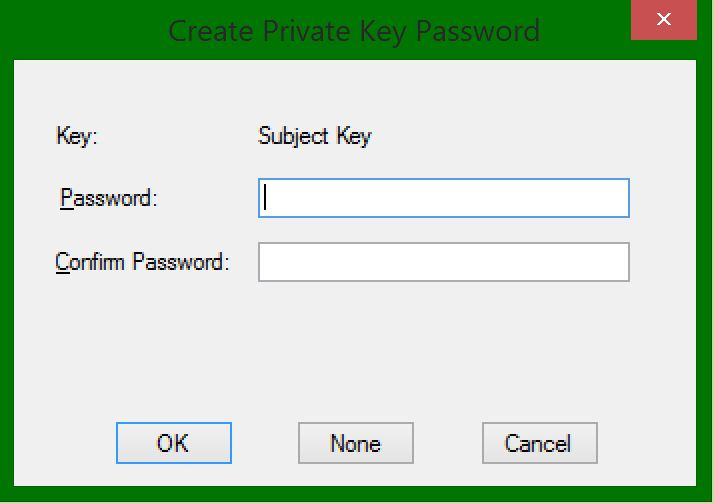 Create Private Key Password
Key: Subject Key
Password:
Confirm Password:
OK None Cancel